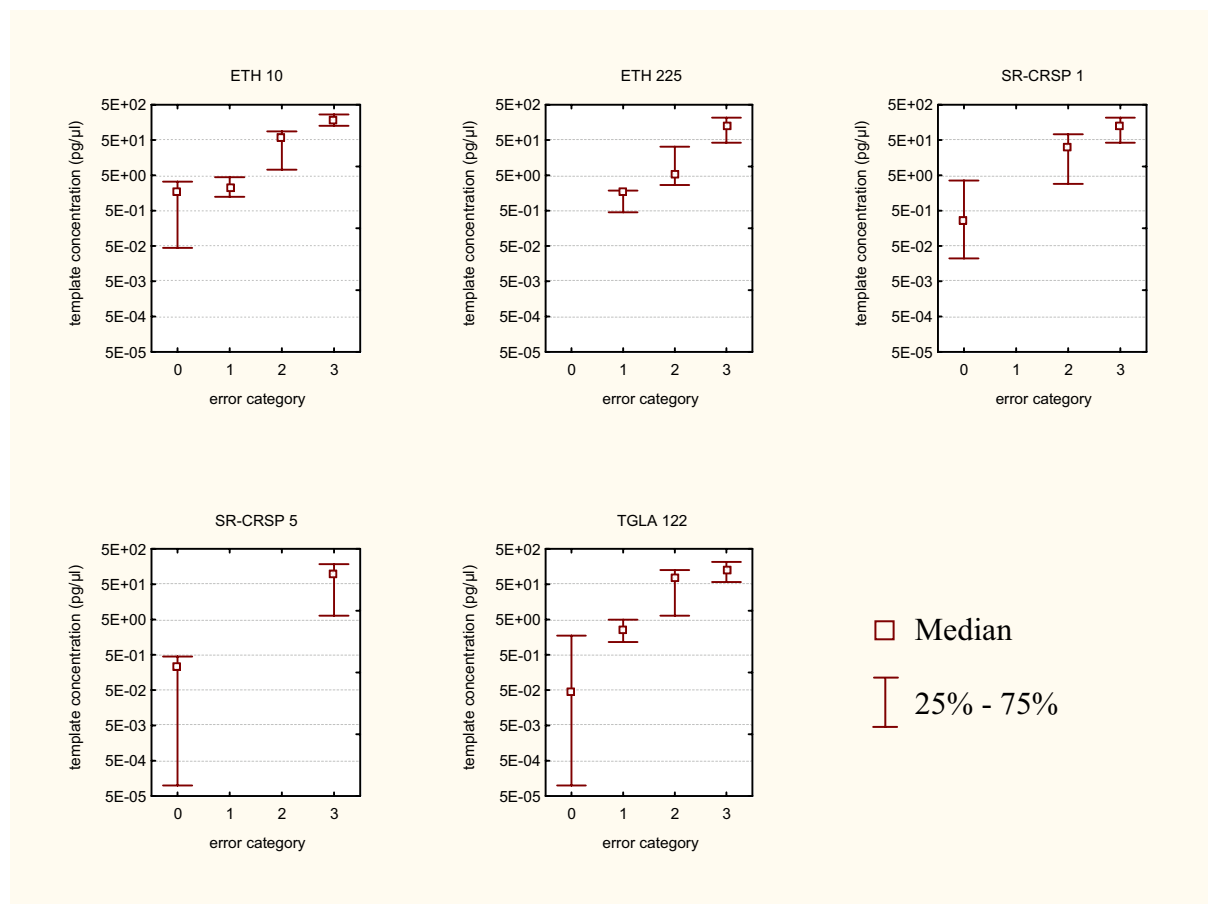 ETH 10
template concentration (pg/µl)
5E+02
5E+01
5E+00
5E-01
5E-02
5E-03
5E-04
5E-05
0 1 2 3
error category
ETH 225
template concentration (pg/µl)
5E+02
5E+01
5E+00
5E-01
5E-02
5E-03
5E-04
5E-05
0 1 2 3
error category
SR-CRSP 1
template concentration (pg/µl)
5E+02
5E+01
5E+00
5E-01
5E-02
5E-03
5E-04
5E-05
0 1 2 3
error category
SR-CRSP 5
template concentration (pg/µl)
5E+02
5E+01
5E+00
5E-01
5E-02
5E-03
5E-04
5E-05
0 1 2 3
error category
TGLA 122
template concentration (pg/µl)
5E+02
5E+01
5E+00
5E-01
5E-02
5E-03
5E-04
5E-05
0 1 2 3
error category
Median
25% - 75%